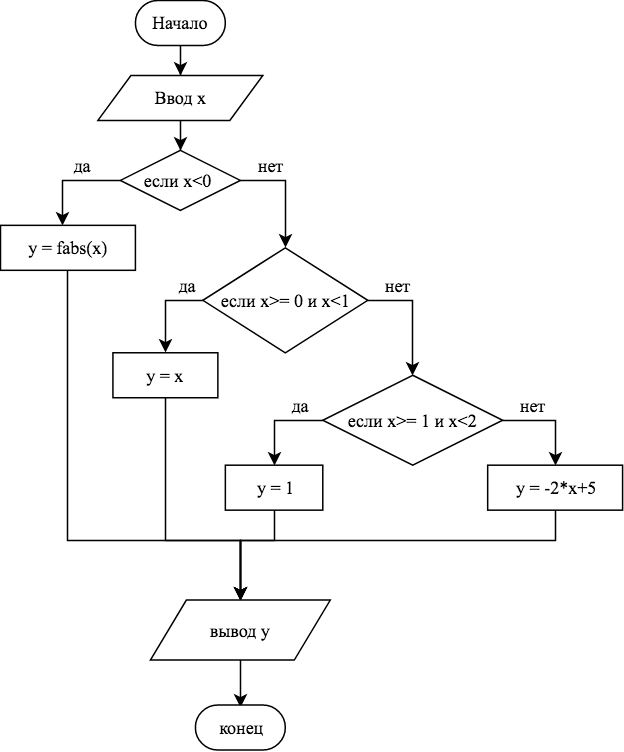 Начало
Ввод x
если x<0
да
нет
y = fabs(x)
если x>= 0 и x<1
да
нет
y = x
если x>= 1 и x<2
да
нет
y = 1
y = -2*x+5
вывод y
конец